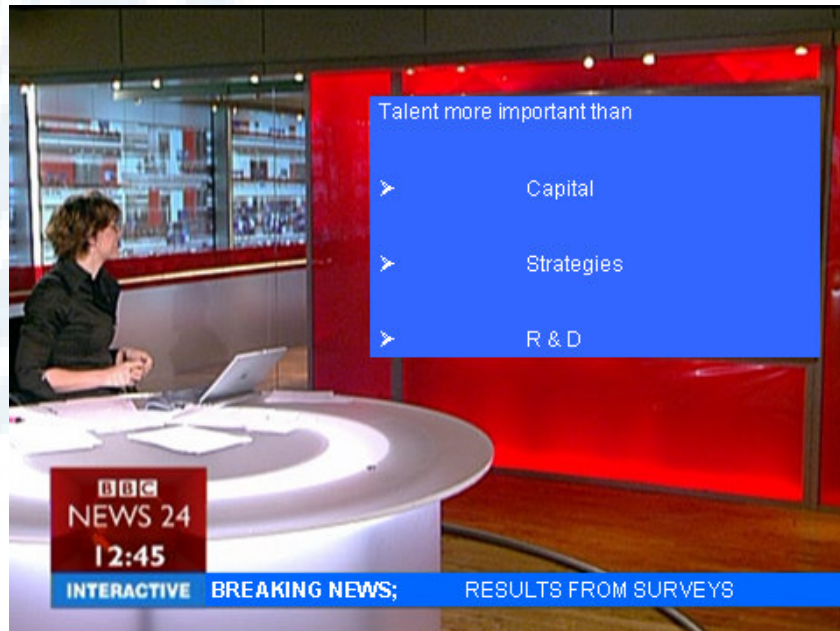 Talent more important than
➢ Capital
➢ Strategies
➢ R & D
BBC
NEWS 24
12:45
INTERACTIVE BREAKING NEWS; RESULTS FROM SURVEYS